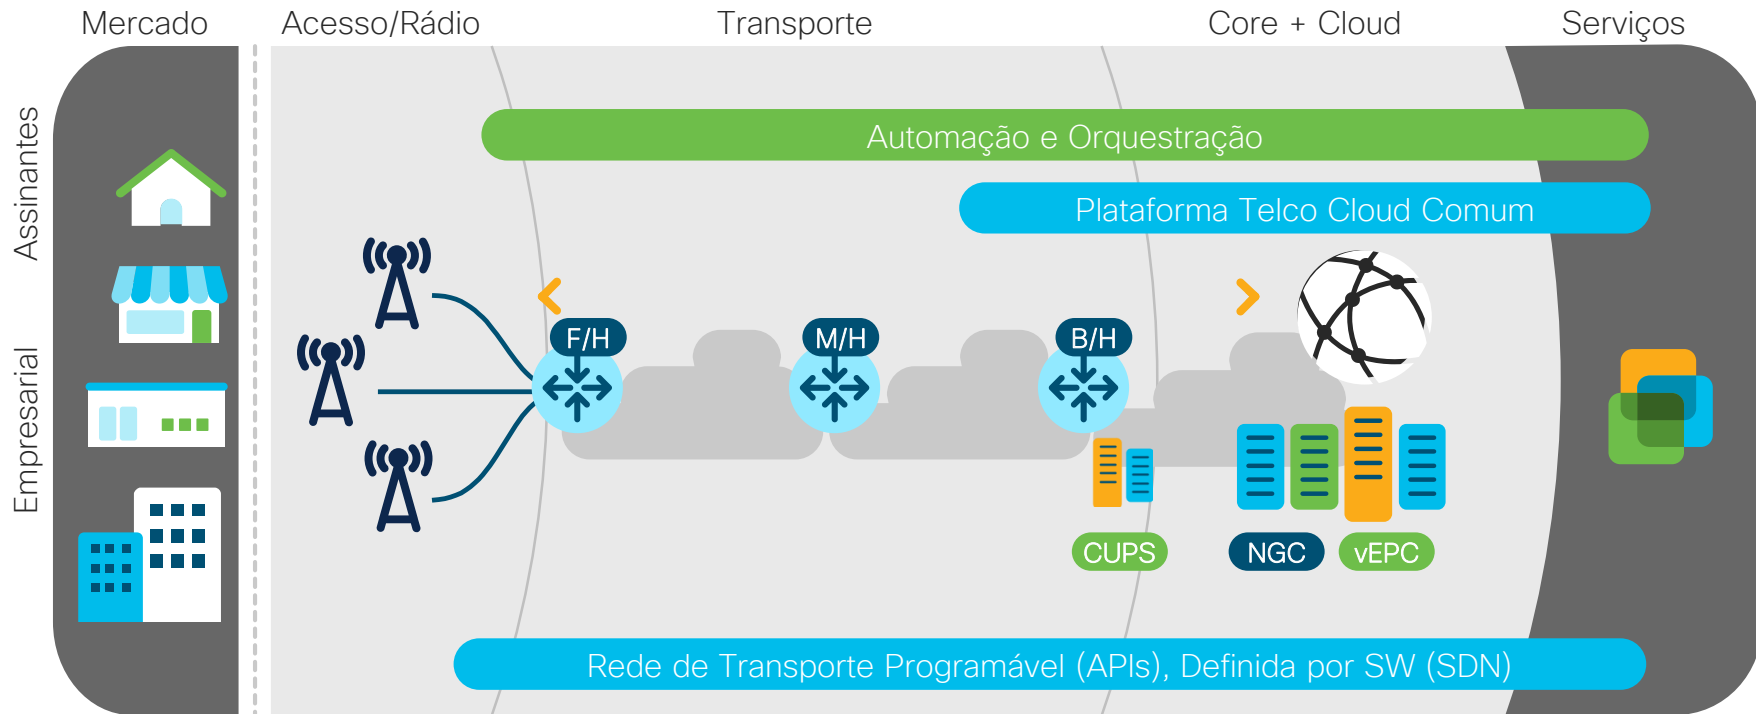 Mercado
Acesso/Rádio
Transporte
Core + Cloud
Serviços
Assinantes
Empresarial
Automação e Orquestração
Plataforma Telco Cloud Comum
F/H
M/H
B/H
CUPS
NGC
vEPC
Rede de Transporte Programável (APIs), Definida por SW (SDN)